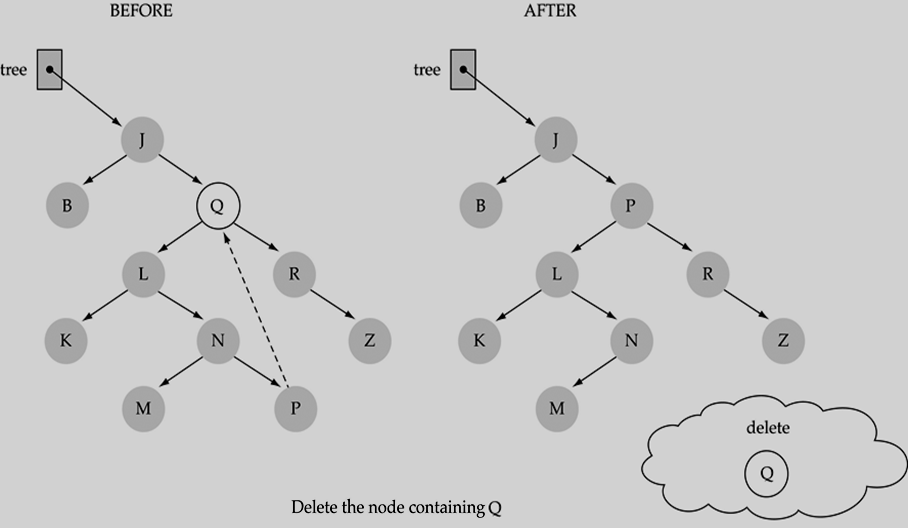 BEFORE AFTER
tree tree
J J
B Q B P
L R L R
K N Z K N Z
M P M
delete
Q
Delete the node containing Q